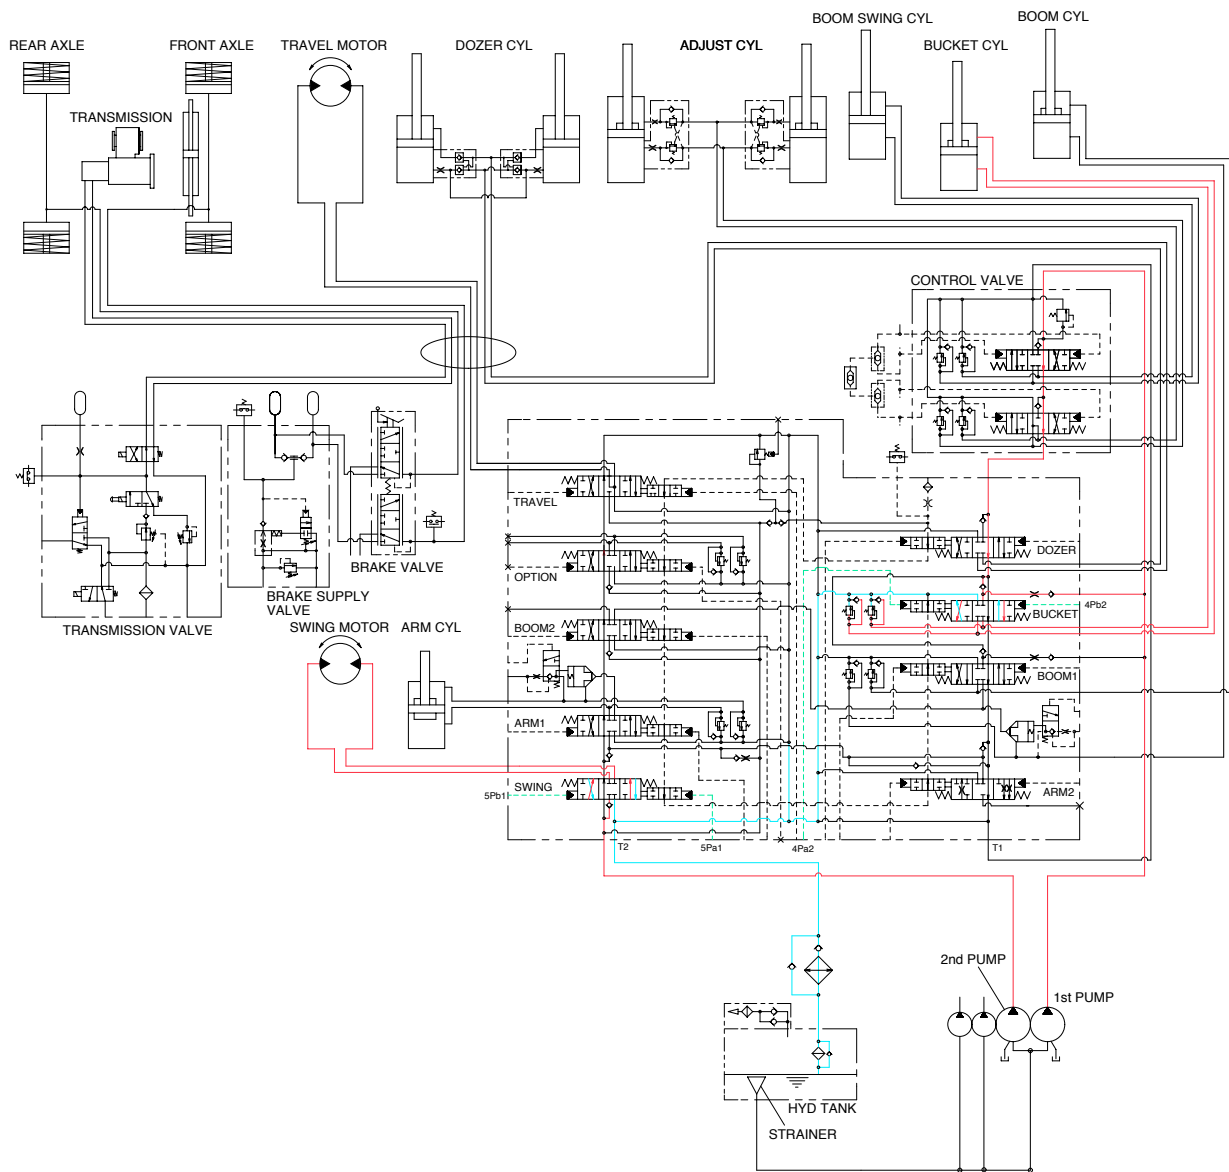 BOOM SWING CYL
BOOM CYL
REAR AXLE
FRONT AXLE
TRAVEL MOTOR
DOZER CYL
ADJUST CYL
BUCKET CYL
TRANSMISSION
CONTROL VALVE
TRAVEL
DOZER
OPTION
BRAKE VALVE
BRAKE SUPPLY
VALVE
4Pb2
BUCKET
TRANSMISSION VALVE
SWING MOTOR
ARM CYL
BOOM2
BOOM1
ARM1
SWING
ARM2
5Pb1
T2
5Pa1
4Pa2
T1
2nd PUMP
1st PUMP
HYD TANK
STRAINER